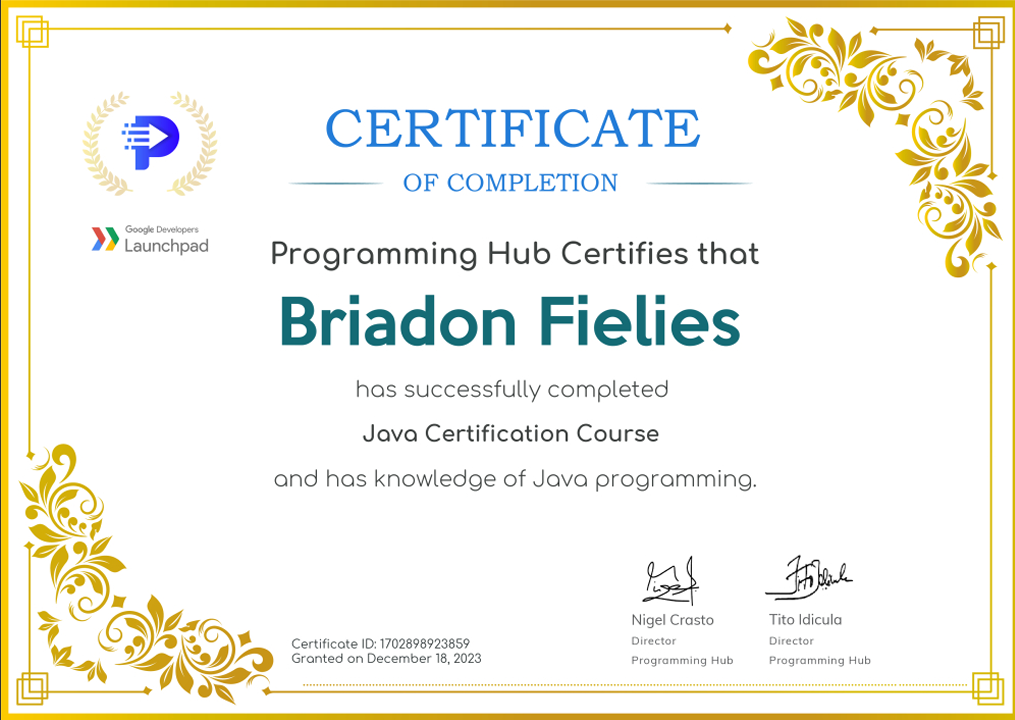 CERTIFICATE
OF COMPLETION
Google Developers
Launchpad
Programming Hub Certifies that
Briadon Fielies
has successfully completed
Java Certification Course
and has knowledge of Java programming.
Nigel Crasto
Director
Programming Hub
Tito Idicula
Director
Programming Hub
Certificate ID: 1702898923859
Granted on December 18, 2023